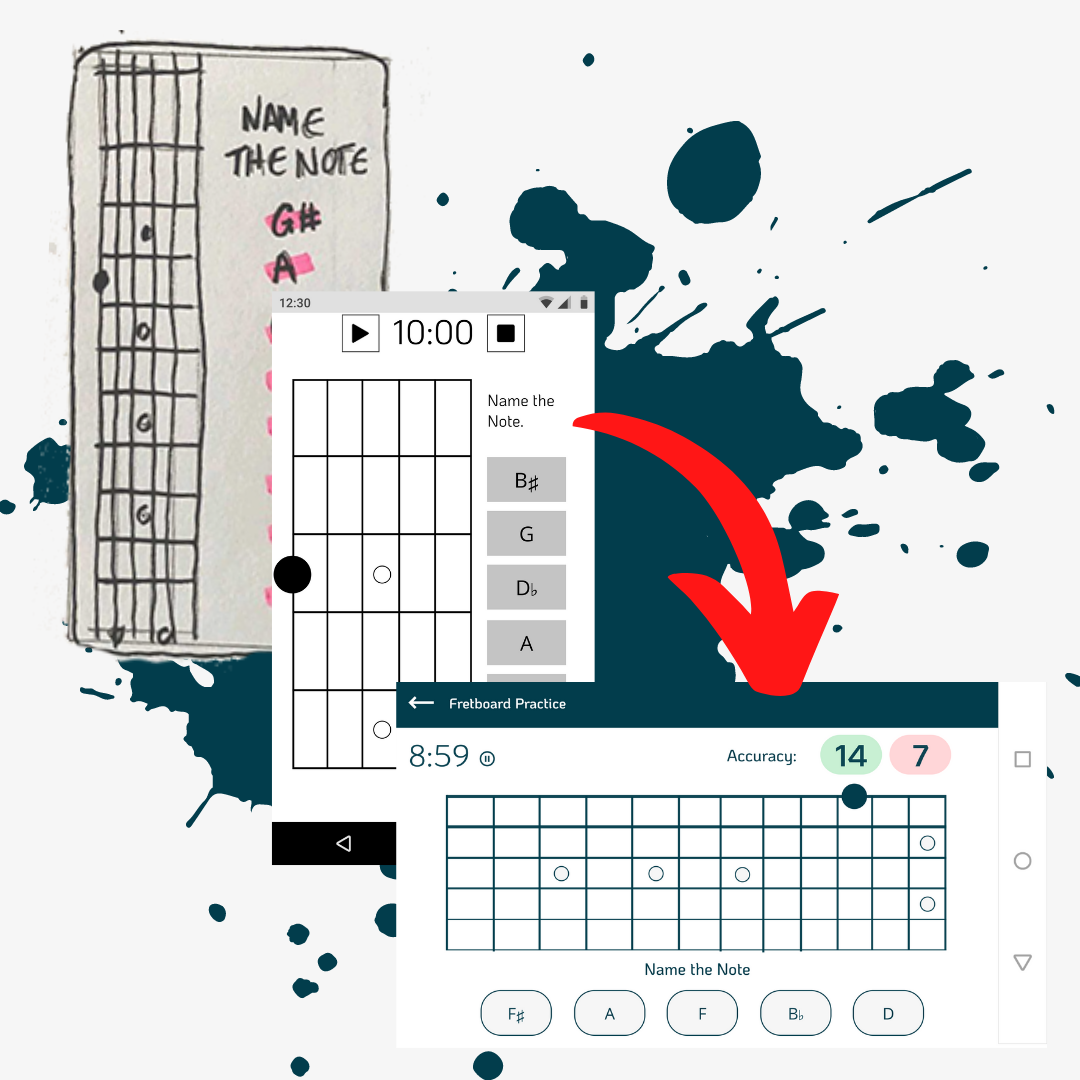 NAME
THE NOTE
G#
A
12:30
10:00
Name the
Note.
B♯
G
D♭
A
Fretboard Practice
8:59
Accuracy:
14
7
Name the Note
F♯
A
F
B♭
D